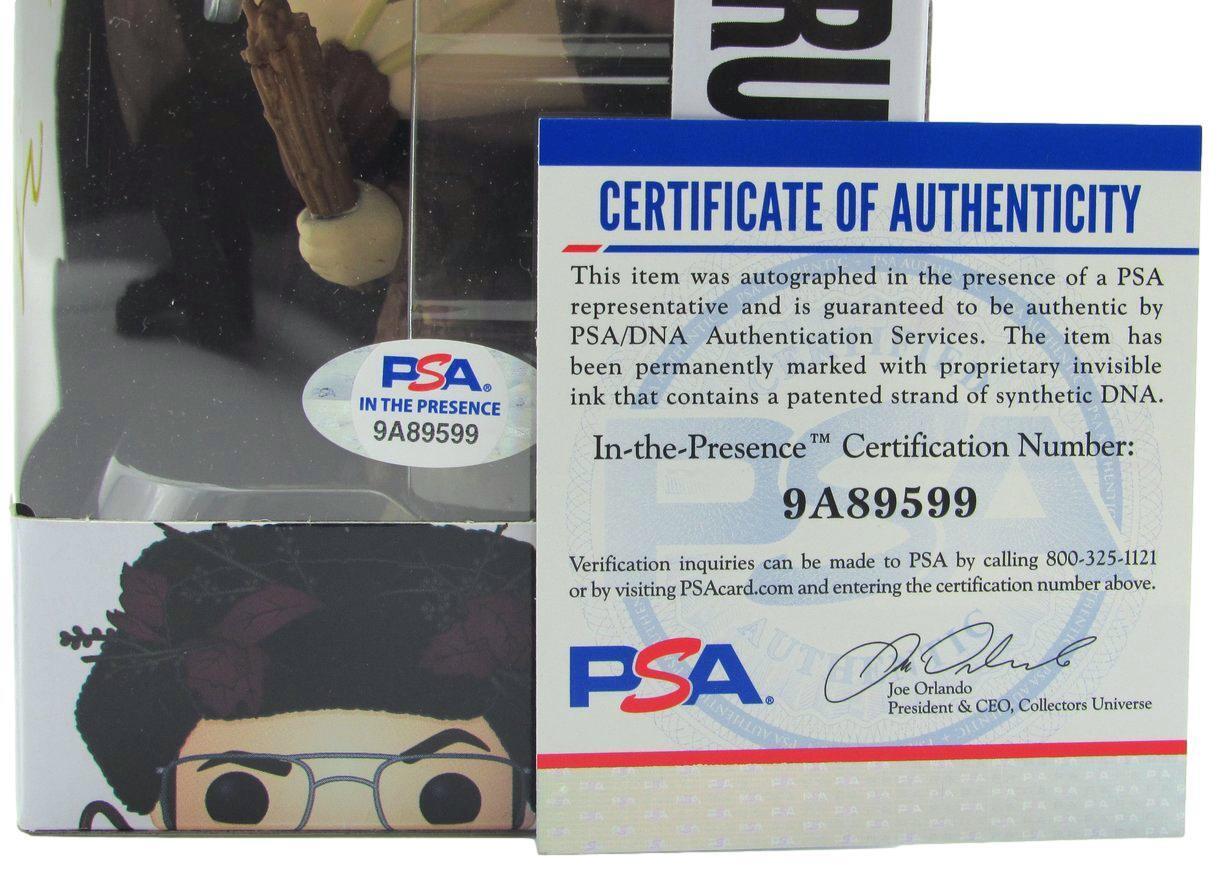 RU
PSA®
IN THE PRESENCE
9A89599
CERTIFICATE OF AUTHENTICITY
This item was autographed in the presence of a PSA
representative and is guaranteed to be authentic by
PSA/DNA Authentication Services. The item has
been permanently marked with proprietary invisible
ink that contains a patented strand of synthetic DNA.
In-the-Presence™ Certification Number:
9A89599
Verification inquiries can be made to PSA by calling 800-325-1121
or by visiting PSAcard.com and entering the certification number above.
PSA®
Joe Orlando
President & CEO, Collectors Universe